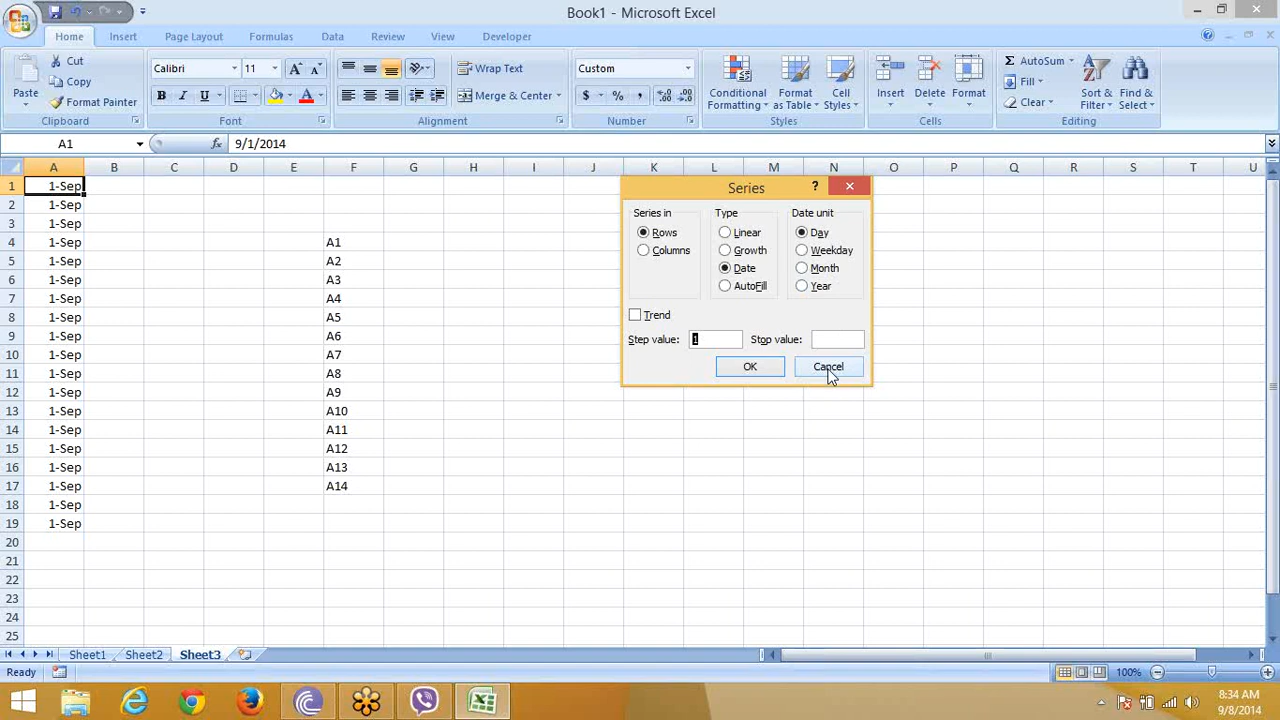 Book1 - Microsoft Excel
Home Insert Page Layout Formulas Data Review View Developer
Paste
Cut
Copy
Format Painter
Clipboard
Calibri 11
B I U
Font
Wrap Text
Merge & Center
Alignment
Custom
$ % ,
Number
Conditional Formatting
Format as Table
Cell Styles
Styles
Insert
Delete
Format
Cells
AutoSum
Fill
Clear
Sort & Filter
Find & Select
Editing
A1 fx 9/1/2014
A B C D E F G H I J K L M N O P Q R S T U
1 1-Sep
2 1-Sep
3 1-Sep
4 1-Sep A1
5 1-Sep A2
6 1-Sep A3
7 1-Sep A4
8 1-Sep A5
9 1-Sep A6
10 1-Sep A7
11 1-Sep A8
12 1-Sep A9
13 1-Sep A10
14 1-Sep A11
15 1-Sep A12
16 1-Sep A13
17 1-Sep A14
18 1-Sep
19 1-Sep
20
21
22
23
24
25
Series ?
Series in
Rows
Columns
Type
Linear
Growth
Date
AutoFill
Date unit
Day
Weekday
Month
Year
Trend
Step value: 1 Stop value:
OK Cancel
Sheet1 Sheet2 Sheet3
Ready 100%
8:34 AM
9/8/2014